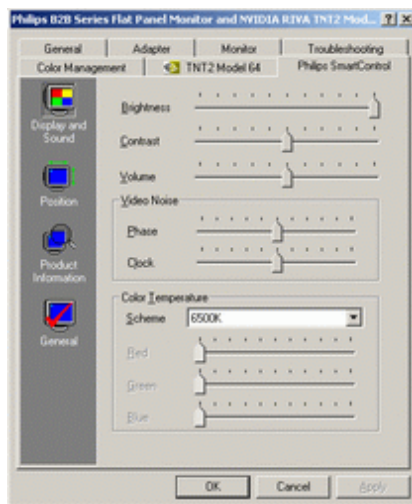 Philips B2B Series Flat Panel Monitor and NVIDIA RIVA TNT2 Mod...
General Adapter Monitor Troubleshooting
Color Management TNT2 Model 64 Philips SmartControl
Display and
Sound
Position
Product
Information
General
Brightness
Contrast
Volume
Video Noise
Phase
Clock
Color Temperature
Scheme 6500K
Red
Green
Blue
OK Cancel Apply